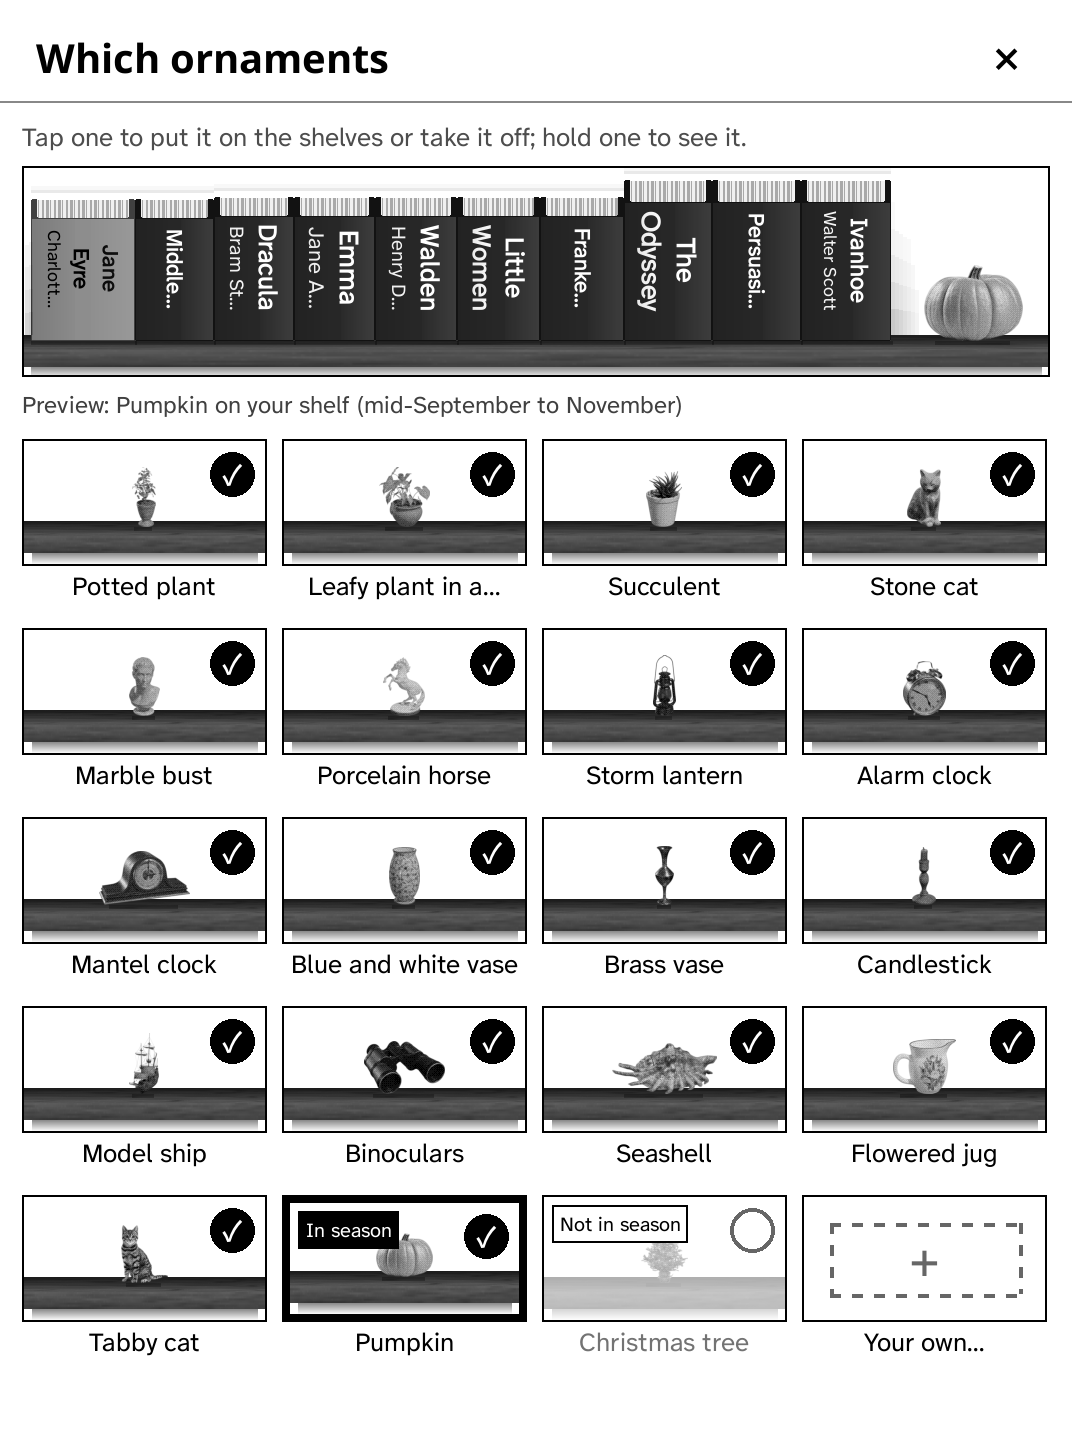 Which ornaments
Tap one to put it on the shelves or take it off; hold one to see it.
Jane
Eyre
Charlott...
Middle...
Dracula
Bram St...
Emma
Jane A...
Walden
Henry D...
Little
Women
Franke...
The
Odyssey
Persuasi...
Ivanhoe
Walter Scott
Preview: Pumpkin on your shelf (mid-September to November)
Potted plant
Leafy plant in a...
Succulent
Stone cat
Marble bust
Porcelain horse
Storm lantern
Alarm clock
Mantel clock
Blue and white vase
Brass vase
Candlestick
Model ship
Binoculars
Seashell
Flowered jug
Tabby cat
In season
Pumpkin
Not in season
Christmas tree
Your own...